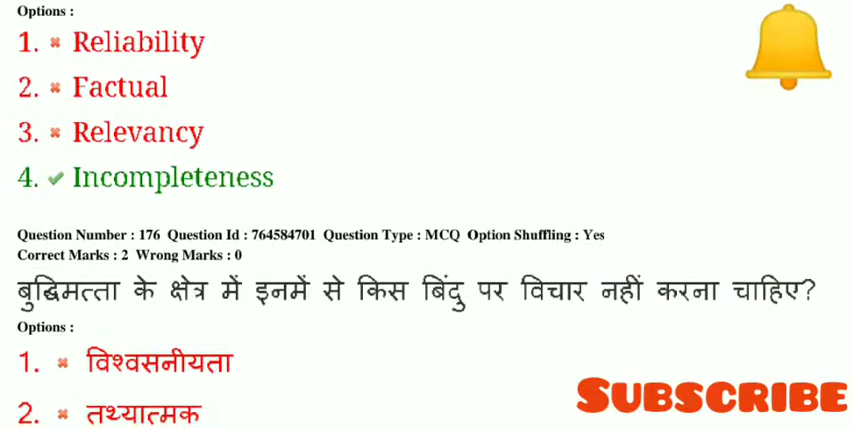 Options :
1. Reliability
2. Factual
3. Relevancy
4. Incompleteness
Question Number : 176 Question Id : 764584701 Question Type : MCQ Option Shuffling : Yes
Correct Marks : 2 Wrong Marks : 0
बुद्धिमत्ता के क्षेत्र में इनमें से किस बिंदु पर विचार नहीं करना चाहिए?
Options :
1. विश्वसनीयता
2. तथ्यात्मक
SUBSCRIBE